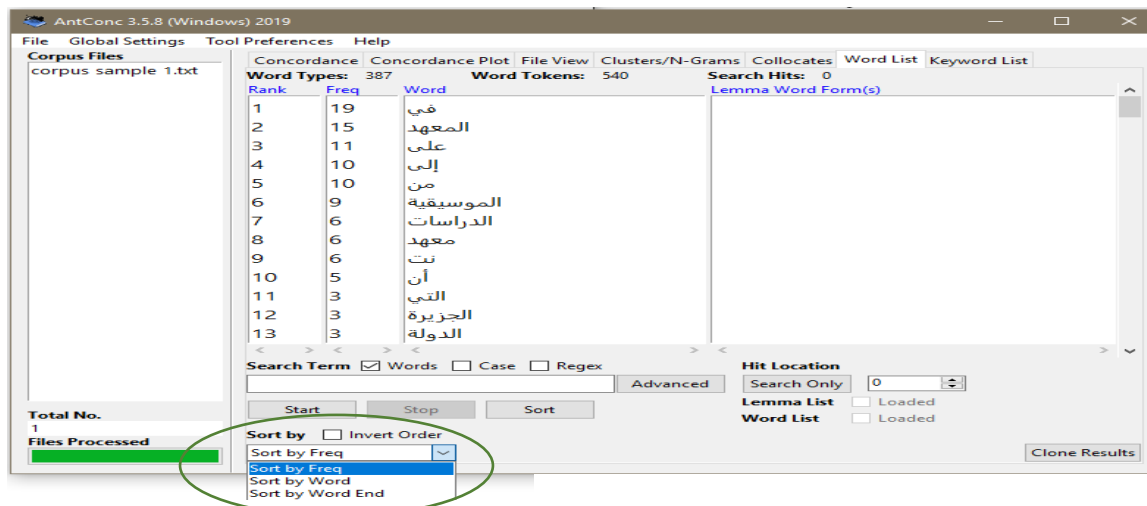 AntConc 3.5.8 (Windows) 2019
File Global Settings Tool Preferences Help
Corpus Files
corpus sample 1.txt
Concordance Concordance Plot File View Clusters/N-Grams Collocates Word List Keyword List
Word Types: 387 Word Tokens: 540 Search Hits: 0
Rank Freq Word Lemma Word Form(s)
1 19 في
2 15 المعهد
3 11 على
4 10 إلى
5 10 من
6 9 الموسيقية
7 6 الدراسات
8 6 معهد
9 6 نت
10 5 أن
11 3 التي
12 3 الجزيرة
13 3 الدولة
Search Term Words Case Regex Hit Location
Advanced Search Only 0
Start Stop Sort Lemma List Loaded
Word List Loaded
Total No.
1
Files Processed
Sort by Invert Order
Sort by Freq Clone Results
Sort by Freq
Sort by Word
Sort by Word End